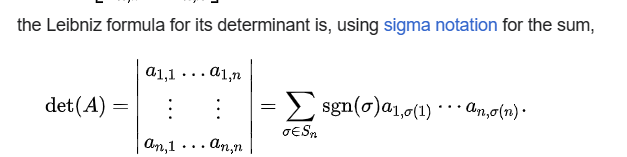 the Leibniz formula for its determinant is, using sigma notation for the sum,
a₁,₁ … a₁,ₙ
det(A) = | ⋮ ⋮ | = ∑ sgn(σ)a₁,σ(1) ⋯ aₙ,σ(n).
σ∈Sₙ
aₙ,₁ … aₙ,ₙ